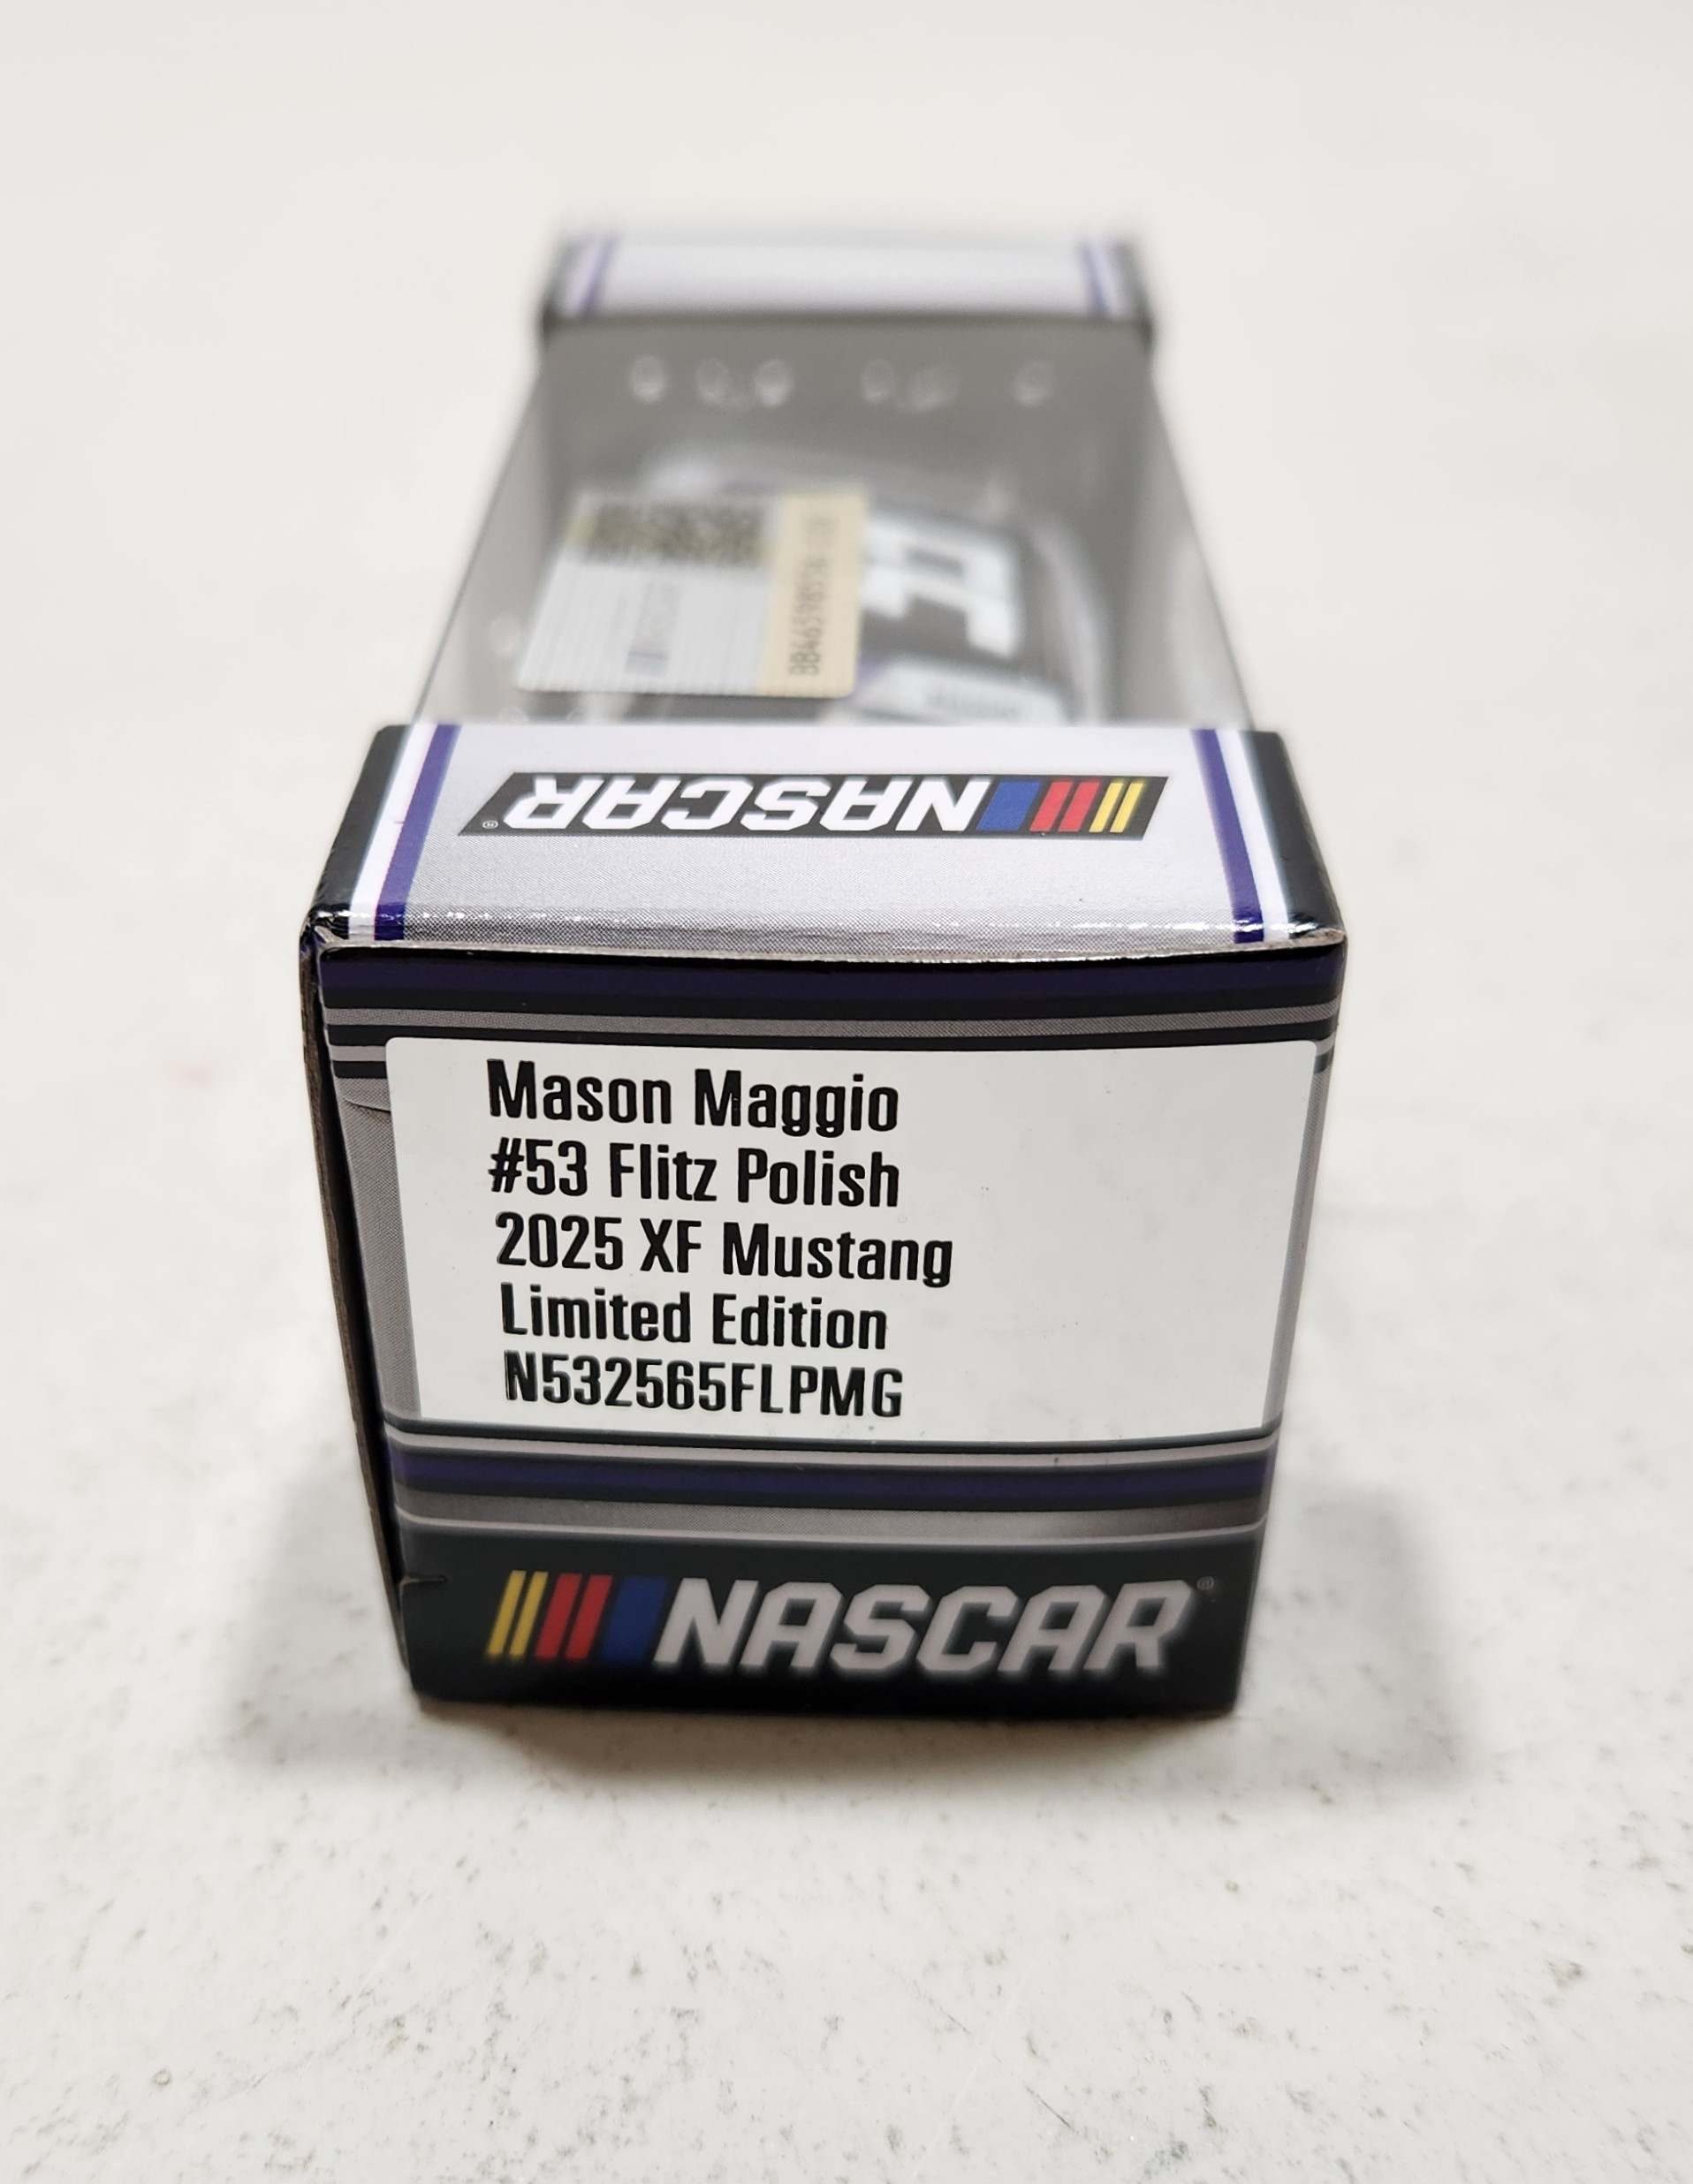 NASCAR
Mason Maggio
#53 Flitz Polish
2025 XF Mustang
Limited Edition
N532565FLPMG
NASCAR